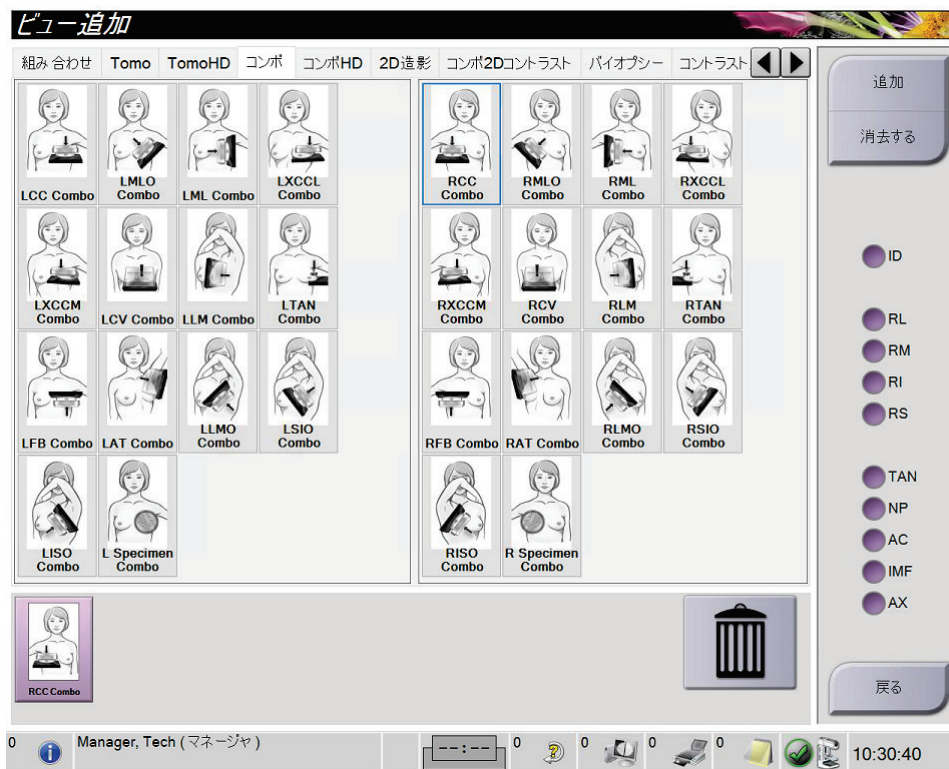 ビュー追加
組み合わせ Tomo TomoHD コンボ コンボHD 2D造影 コンボ2Dコントラスト バイオプシー コントラスト
追加
消去する
LCC Combo
LMLO
Combo
LML Combo
LXCCL
Combo
RCC
Combo
RMLO
Combo
RML
Combo
RXCCL
Combo
LXCCM
Combo
LCV Combo
LLM Combo
LTAN
Combo
RXCCM
Combo
RCV
Combo
RLM
Combo
RTAN
Combo
LFB Combo
LAT Combo
LLMO
Combo
LSIO
Combo
RFB Combo
RAT Combo
RLMO
Combo
RSIO
Combo
LISO
Combo
L Specimen
Combo
RISO
Combo
R Specimen
Combo
ID
RL
RM
RI
RS
TAN
NP
AC
IMF
AX
RCC Combo
戻る
0
Manager, Tech (マネージャ)
--:--
0
0
0
0
10:30:40